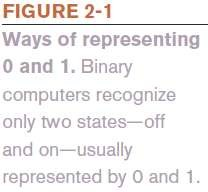 FIGURE 2-1
Ways of representing
0 and 1. Binary
computers recognize
only two states—off
and on—usually
represented by 0 and 1.